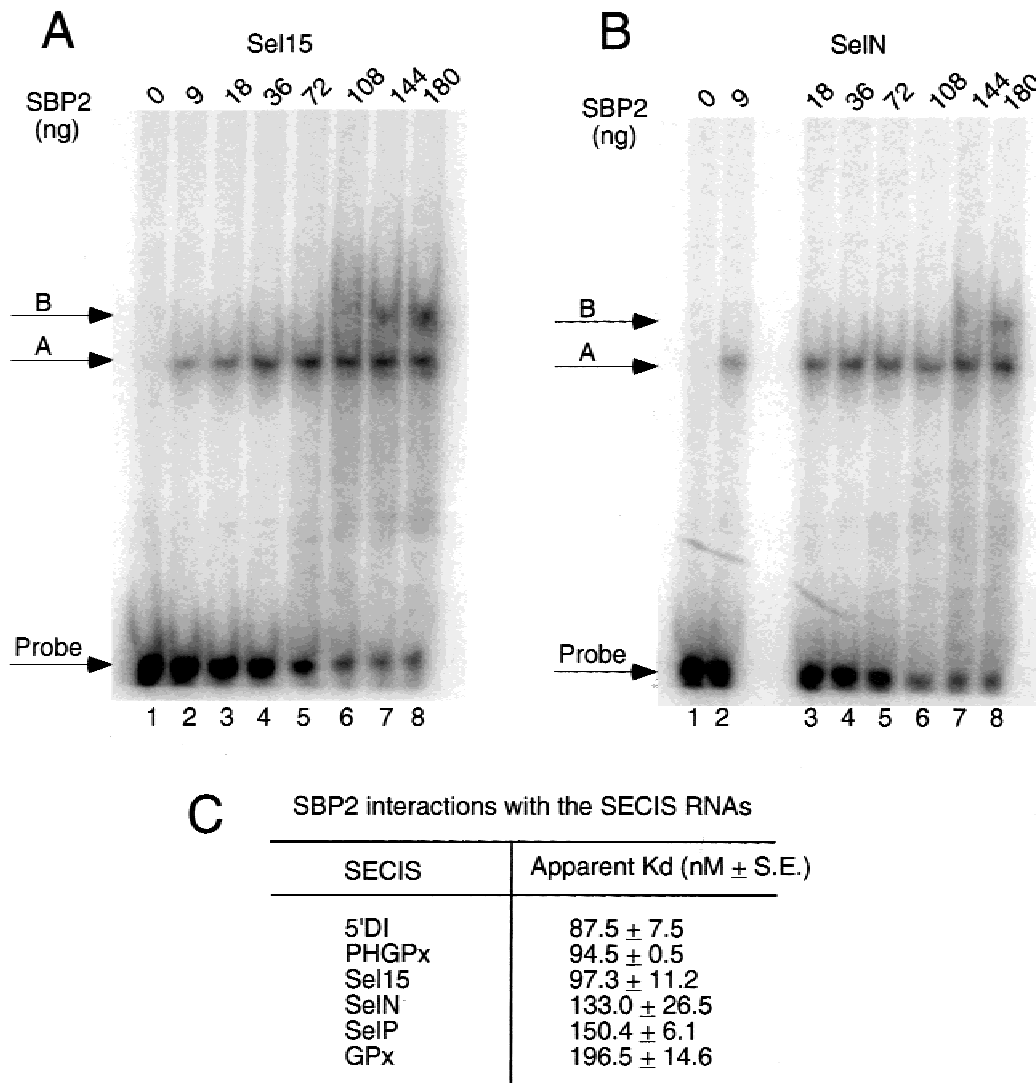 A
Sel15
SBP2
(ng)
0 9 18 36 72 108 144 180
B
A
Probe
1 2 3 4 5 6 7 8
B
SelN
SBP2
(ng)
0 9 18 36 72 108 144 180
B
A
Probe
1 2 3 4 5 6 7 8
C
SBP2 interactions with the SECIS RNAs
SECIS Apparent Kd (nM ± S.E.)
5'DI 87.5 ± 7.5
PHGPx 94.5 ± 0.5
Sel15 97.3 ± 11.2
SelN 133.0 ± 26.5
SelP 150.4 ± 6.1
GPx 196.5 ± 14.6